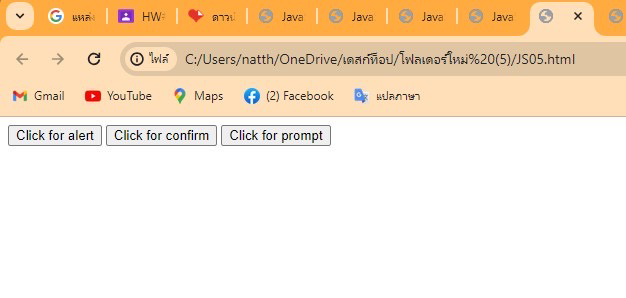 แหล่ง HW ดาวน์ Java Java Java Java Java
ไฟล์ C:/Users/natth/OneDrive/เดสก์ท็อป/โฟลเดอร์ใหม่%20(5)/JS05.html
Gmail YouTube Maps (2) Facebook แปลภาษา
Click for alert Click for confirm Click for prompt